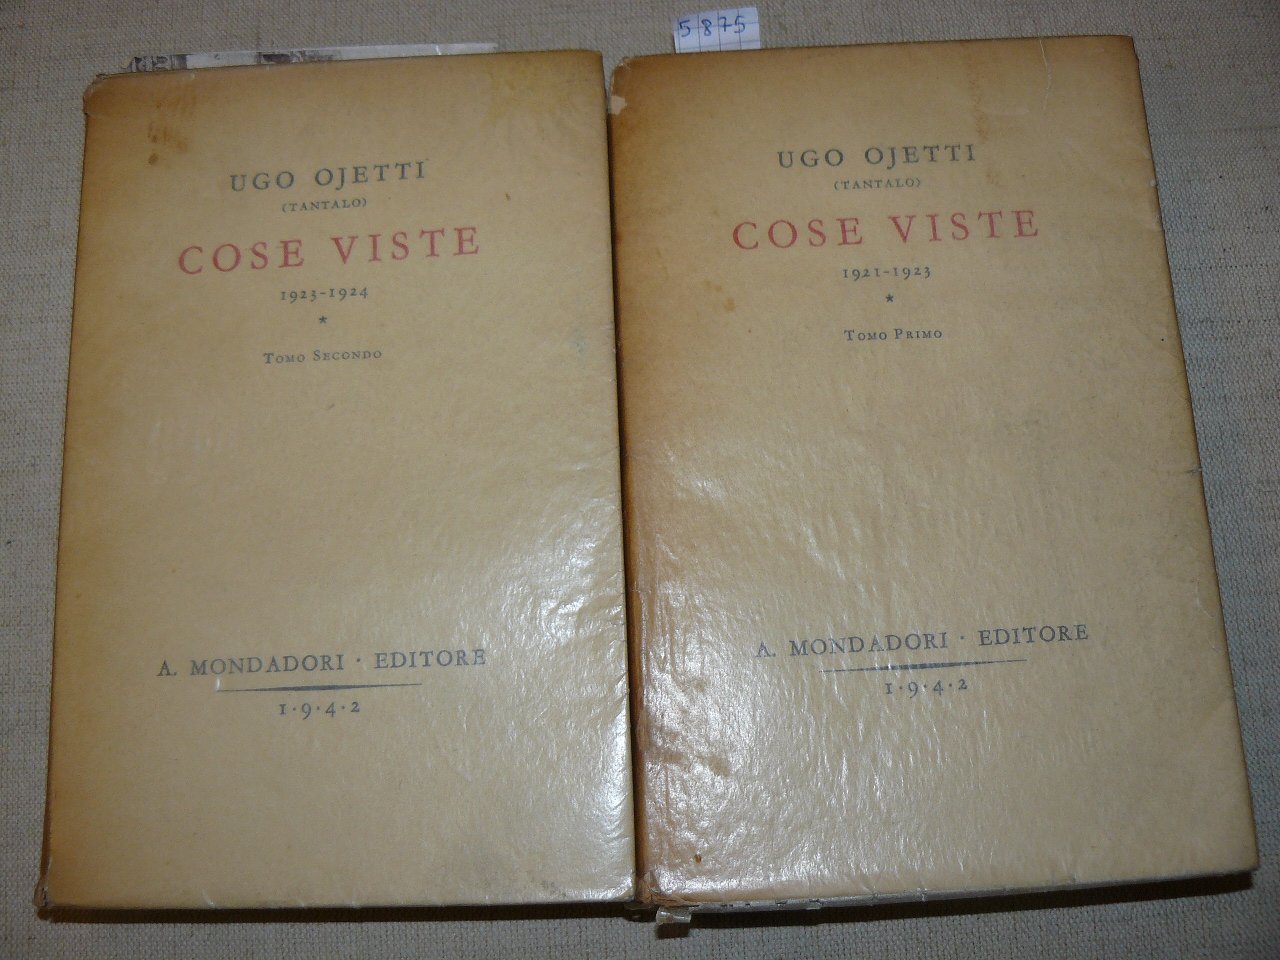 5875
UGO OJETTI
(TANTALO)
COSE VISTE
1923-1924
*
TOMO SECONDO
A. MONDADORI · EDITORE
1·9·4·2
UGO OJETTI
(TANTALO)
COSE VISTE
1921-1923
*
TOMO PRIMO
A. MONDADORI · EDITORE
1·9·4·2